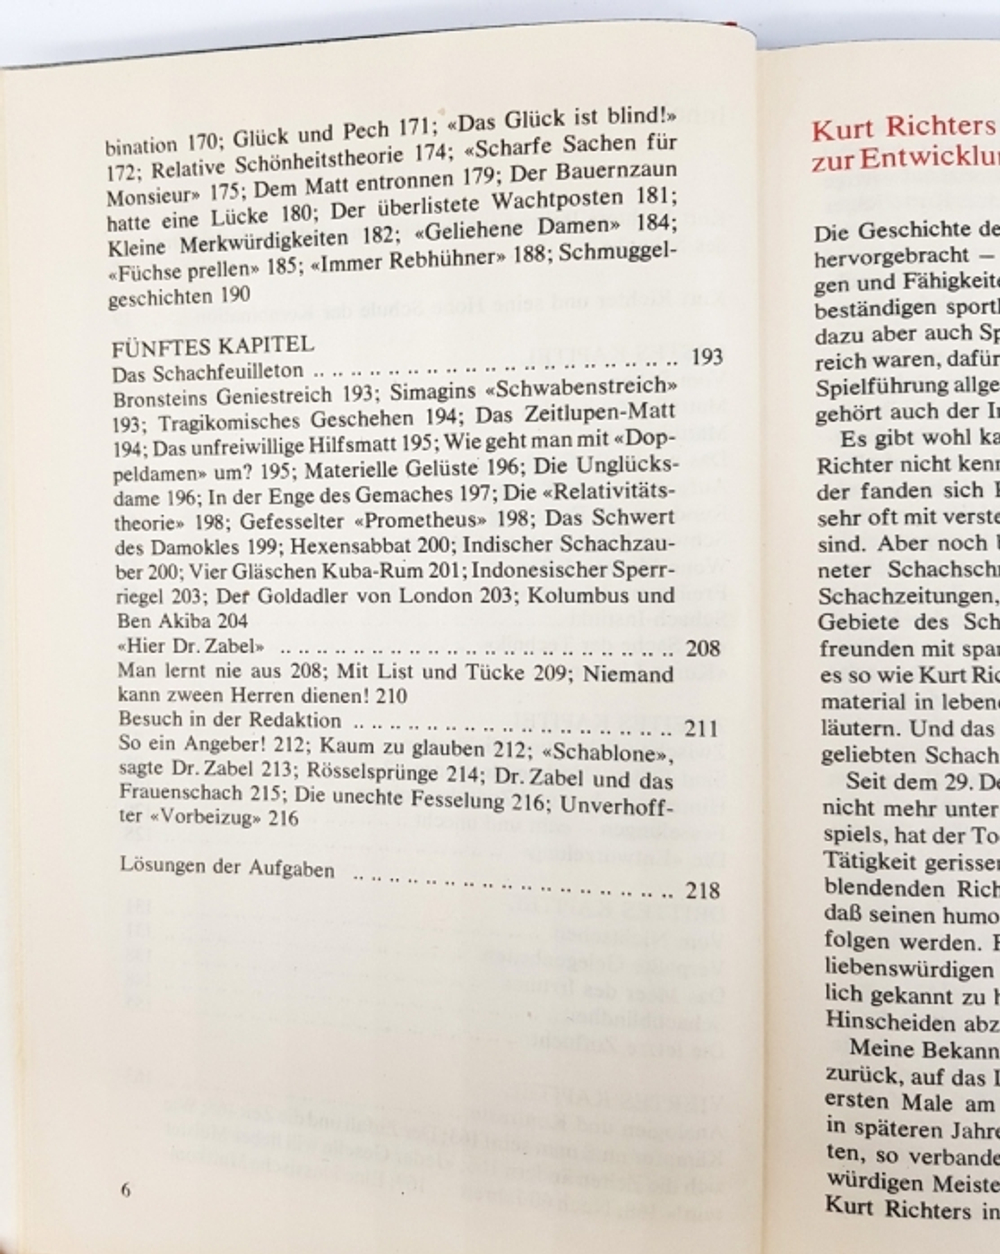 bination 170; Glück und Pech 171; «Das Glück ist blind!»
172; Relative Schönheitstheorie 174; «Scharfe Sachen für
Monsieur» 175; Dem Matt entronnen 179; Der Bauernzaun
hatte eine Lücke 180; Der überlistete Wachtposten 181;
Kleine Merkwürdigkeiten 182; «Geliehene Damen» 184;
«Füchse prellen» 185; «Immer Rebhühner» 188; Schmuggel-
geschichten 190
FÜNFTES KAPITEL
Das Schachfeuilleton .. .. .. .. .. .. .. .. .. .. .. .. .. .. .. .. .. .. .. .. 193
Bronsteins Geniestreich 193; Simagins «Schwabenstreich»
193; Tragikomisches Geschehen 194; Das Zeitlupen-Matt
194; Das unfreiwillige Hilfsmatt 195; Wie geht man mit «Dop-
peldamen» um? 195; Materielle Gelüste 196; Die Unglücks-
dame 196; In der Enge des Gemaches 197; Die «Relativitäts-
theorie» 198; Gefesselter «Prometheus» 198; Das Schwert
des Damokles 199; Hexensabbat 200; Indischer Schachzau-
ber 200; Vier Gläschen Kuba-Rum 201; Indonesischer Sperr-
riegel 203; Der Goldadler von London 203; Kolumbus und
Ben Akiba 204
«Hier Dr. Zabel» .. .. .. .. .. .. .. .. .. .. .. .. .. .. .. .. .. .. .. .. .. .. 208
Man lernt nie aus 208; Mit List und Tücke 209; Niemand
kann zween Herren dienen! 210
Besuch in der Redaktion .. .. .. .. .. .. .. .. .. .. .. .. .. .. .. .. .. .. 211
So ein Angeber! 212; Kaum zu glauben 212; «Schablone»,
sagte Dr. Zabel 213; Rösselsprünge 214; Dr. Zabel und das
Frauenschach 215; Die unechte Fesselung 216; Unverhoff-
ter «Vorbeizug» 216
Lösungen der Aufgaben .. .. .. .. .. .. .. .. .. .. .. .. .. .. .. .. .. .. 218
6
Kurt Richters
zur Entwicklu
Die Geschichte de
hervorgebracht –
gen und Fähigkeite
beständigen sportl
dazu aber auch Sp
reich waren, dafür
Spielführung allge
gehört auch der In
Es gibt wohl ka
Richter nicht kenn
der fanden sich
sehr oft mit verste
sind. Aber noch
neter Schachschr
Schachzeitungen,
Gebiete des Sch
freunden mit spar
es so wie Kurt Ric
material in lebend
läutern. Und das
geliebten Schach
Seit dem 29. De
nicht mehr unter
spiels, hat der To
Tätigkeit gerissen
blendenden Rich
daß seinen humo
folgen werden.
liebenswürdigen
lich gekannt zu h
Hinscheiden abz
Meine Bekann
zurück, auf das
ersten Male am
in späteren Jahre
ten, so verbande
würdigen Meiste
Kurt Richters in